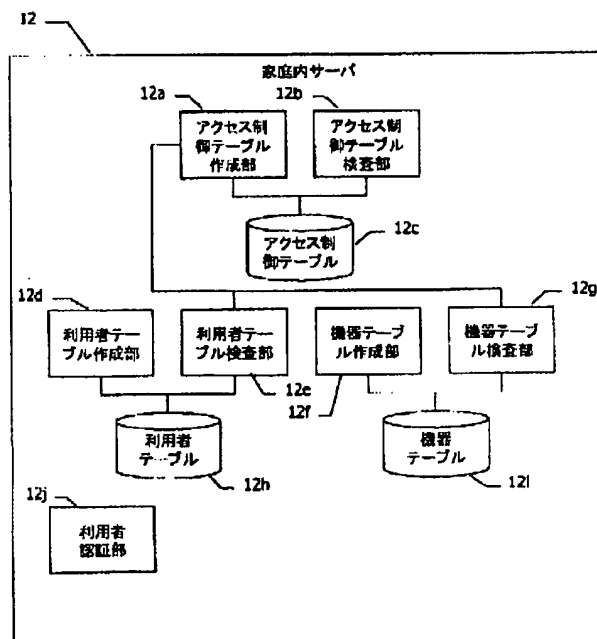 12
家庭内サーバ
12a
12b
アクセス制
御テーブル
作成部
アクセス制
御テーブル
検査部
アクセス制
御テーブル
12c
12d
12g
利用者テー
ブル作成部
利用者テー
ブル検査部
機器テーブ
ル作成部
機器テーブ
ル検査部
12e
12f
利用者
テーブル
機器
テーブル
12h
12i
12j
利用者
認証部